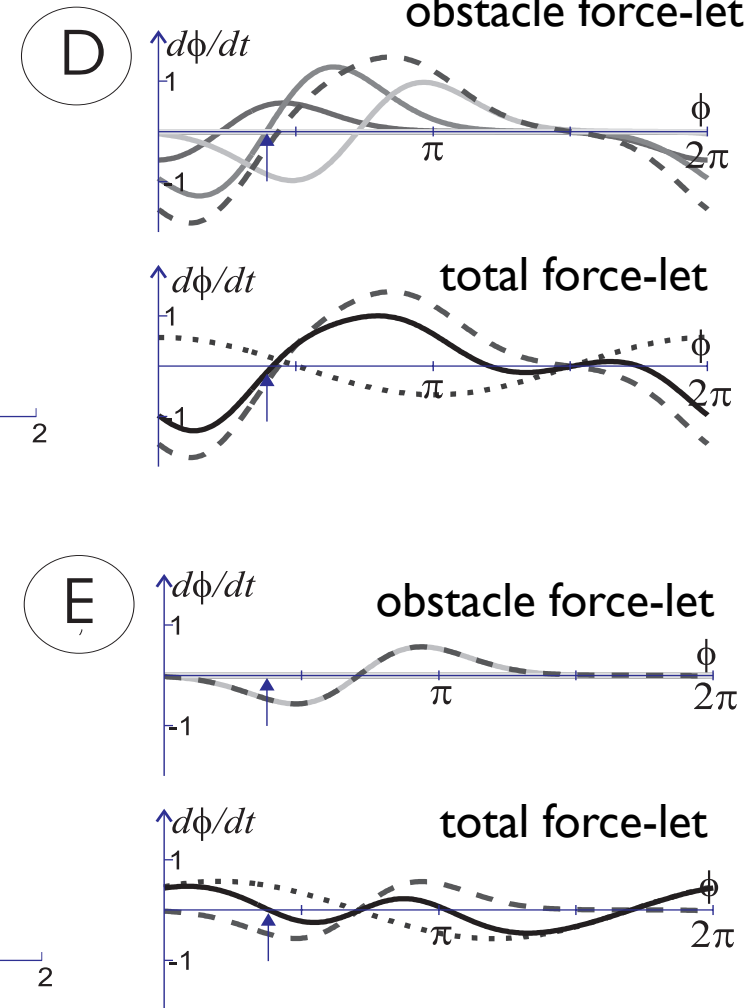 obstacle force-let
D
dϕ/dt
1
ϕ
π
2π
-1
total force-let
dϕ/dt
1
ϕ
π
2π
-1
2
E
,
dϕ/dt
obstacle force-let
1
ϕ
π
2π
-1
dϕ/dt
total force-let
1
ϕ
π
2π
-1
2